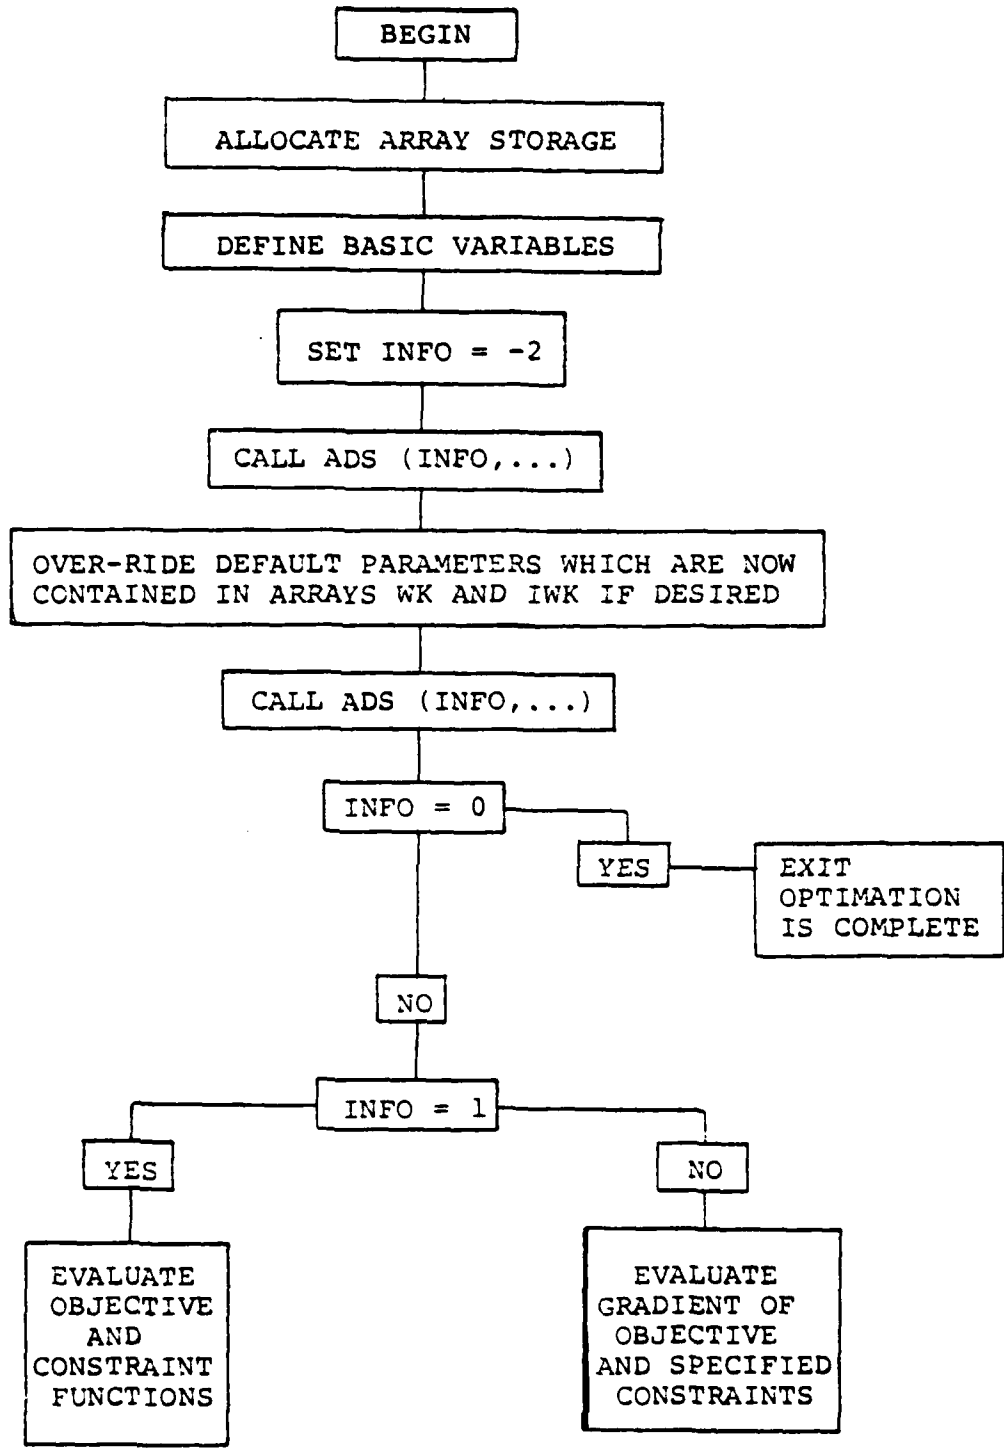 BEGIN
ALLOCATE ARRAY STORAGE
DEFINE BASIC VARIABLES
SET INFO = -2
CALL ADS (INFO,...)
OVER-RIDE DEFAULT PARAMETERS WHICH ARE NOW
CONTAINED IN ARRAYS WK AND IWK IF DESIRED
CALL ADS (INFO,...)
INFO = 0
YES
EXIT
OPTIMATION
IS COMPLETE
NO
INFO = 1
YES
NO
EVALUATE
OBJECTIVE
AND
CONSTRAINT
FUNCTIONS
EVALUATE
GRADIENT OF
OBJECTIVE
AND SPECIFIED
CONSTRAINTS